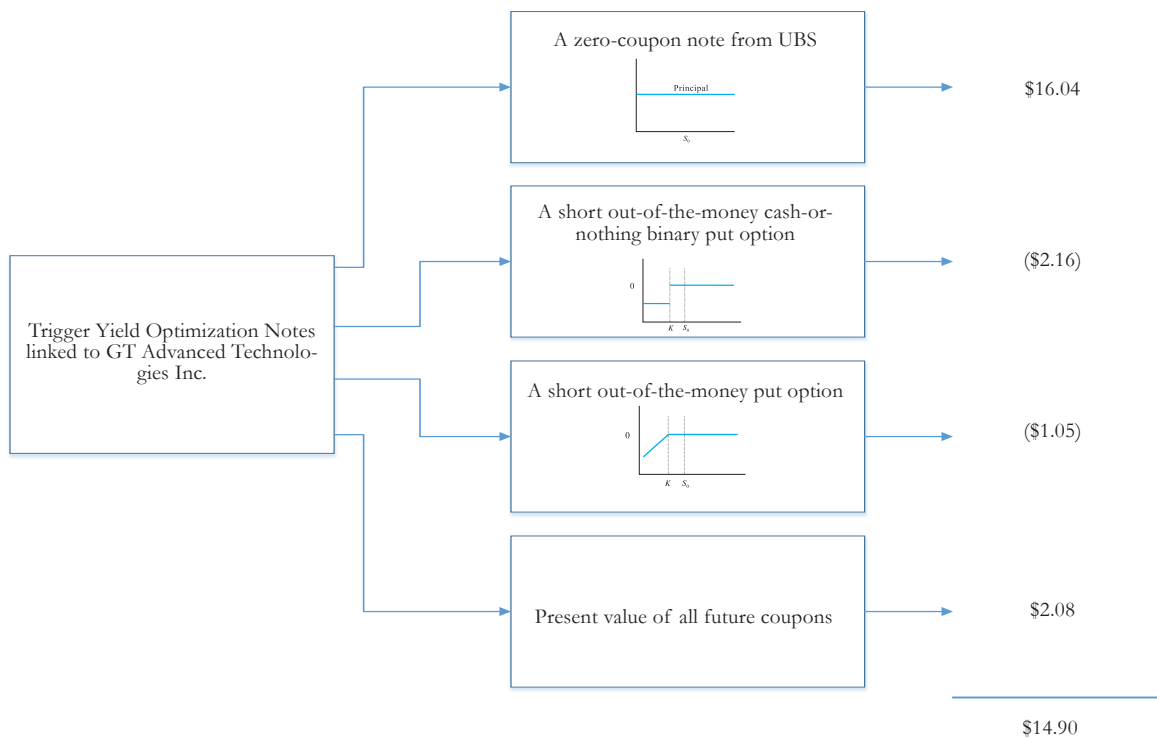 A zero-coupon note from UBS
Principal
S0
$16.04
A short out-of-the-money cash-or-
nothing binary put option
0
K
S0
($2.16)
Trigger Yield Optimization Notes
linked to GT Advanced Technolo-
gies Inc.
A short out-of-the-money put option
0
K
S0
($1.05)
Present value of all future coupons
$2.08
$14.90